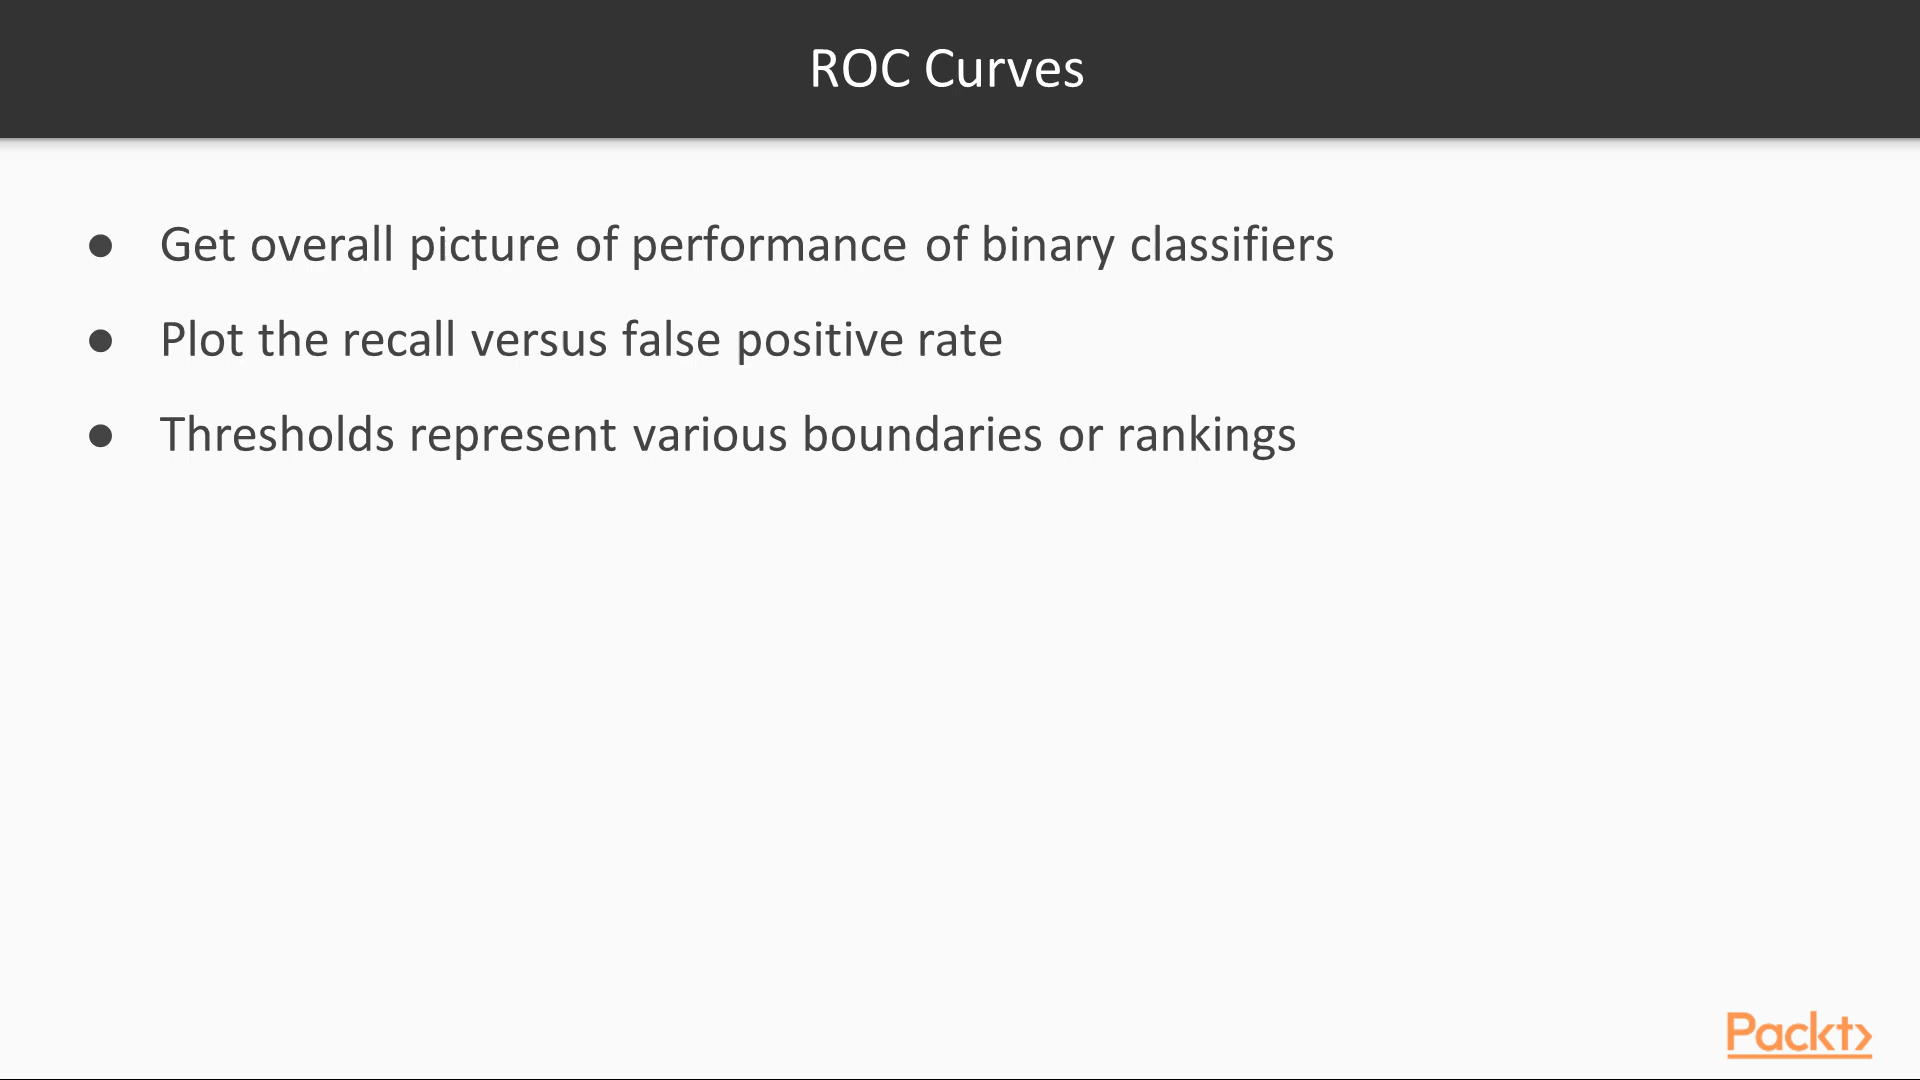 ROC Curves
● Get overall picture of performance of binary classifiers
● Plot the recall versus false positive rate
● Thresholds represent various boundaries or rankings
Packt>